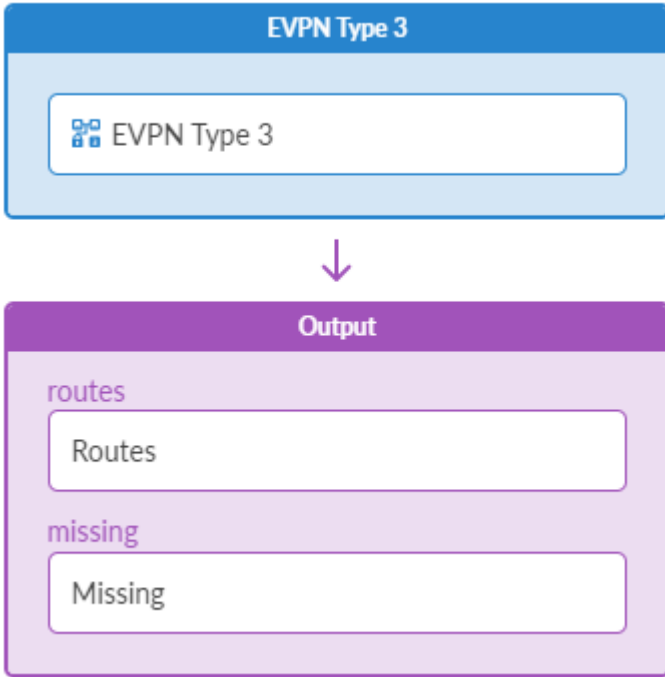 EVPN Type 3
EVPN Type 3
Output
routes
Routes
missing
Missing